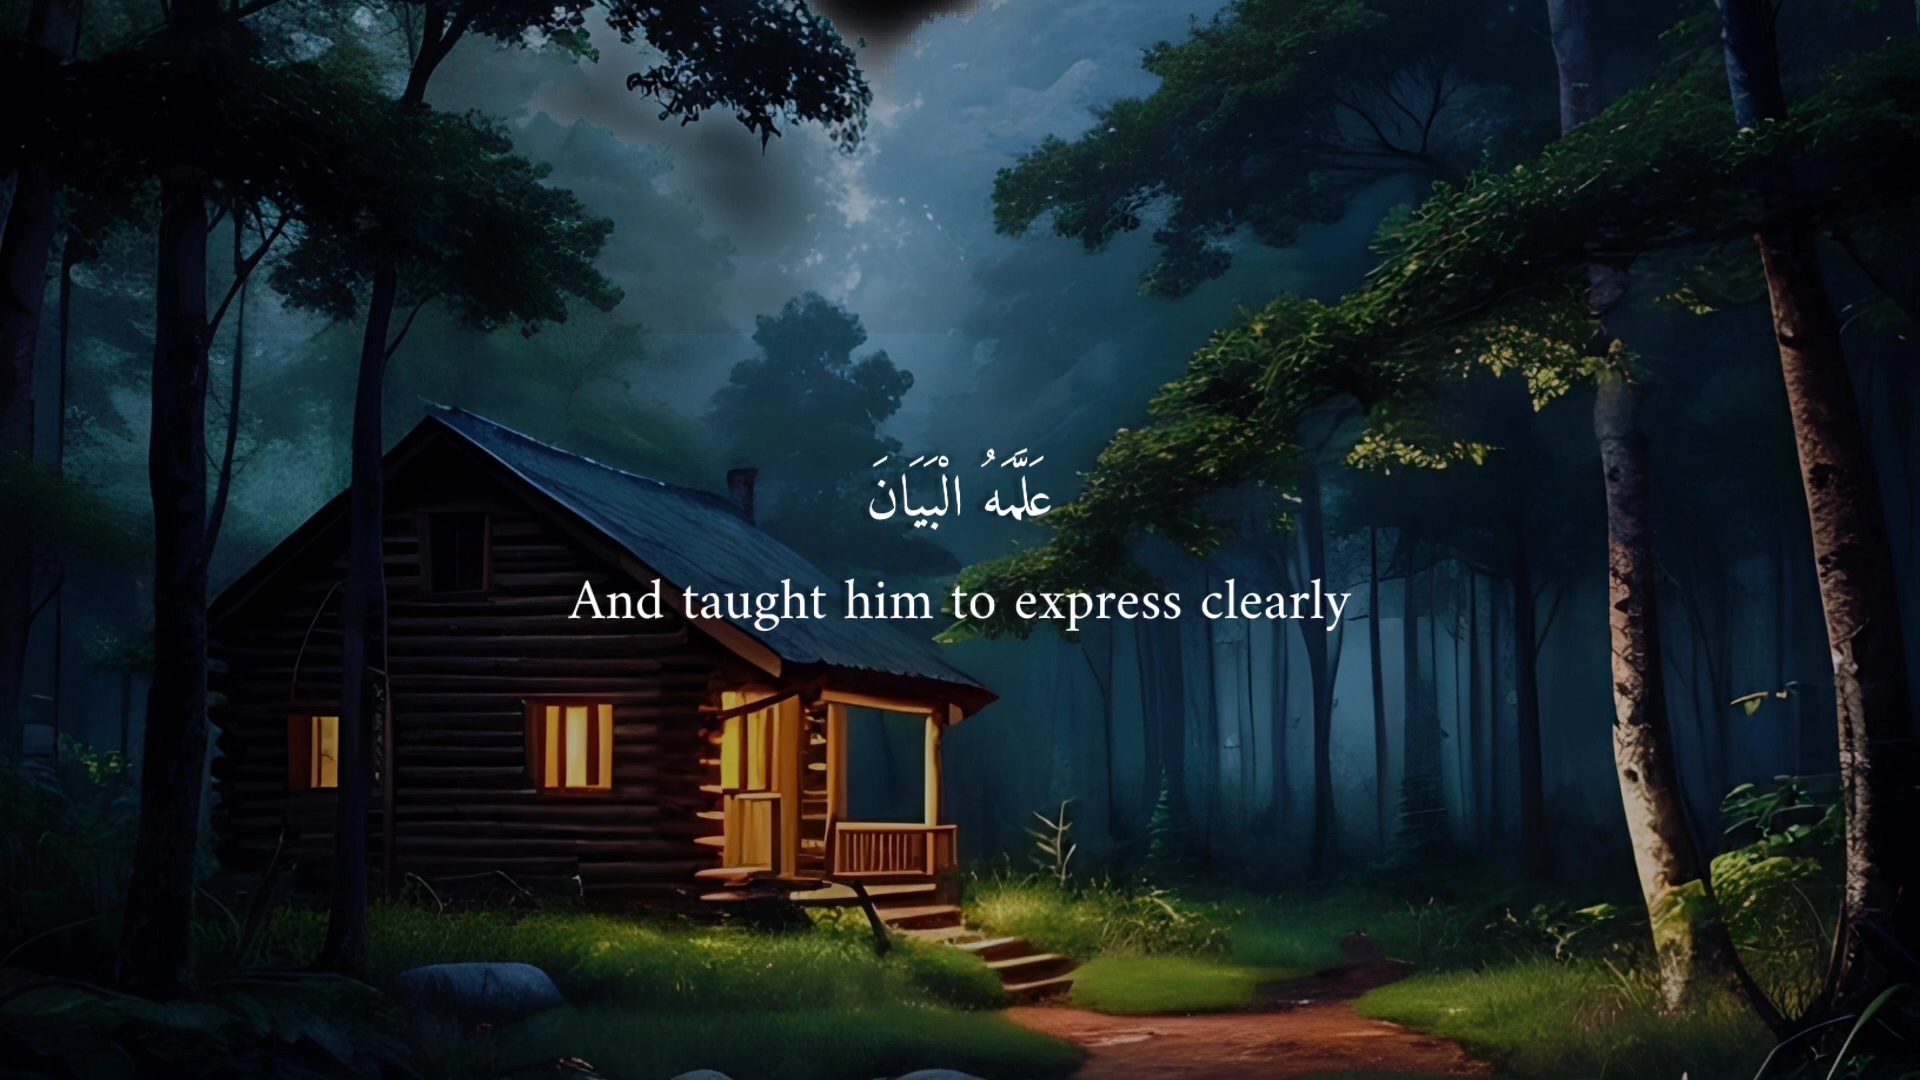 عَلَّمَهُ الْبَيَانَ
And taught him to express clearly